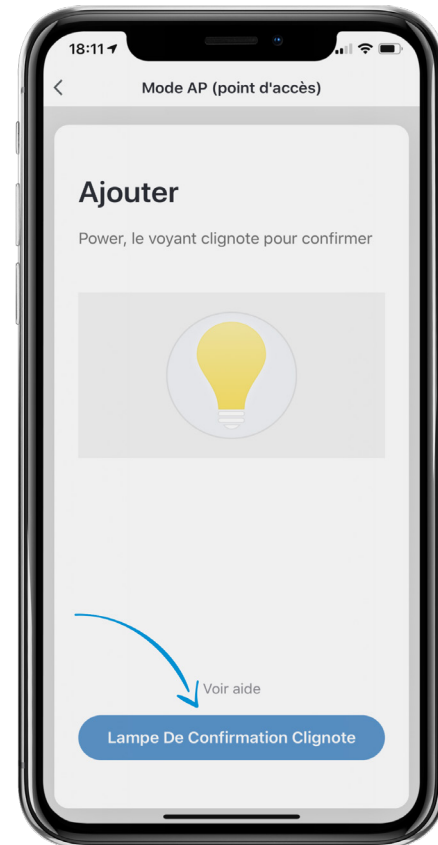 18:11
Mode AP (point d'accès)
Ajouter
Power, le voyant clignote pour confirmer
Voir aide
Lampe De Confirmation Clignote